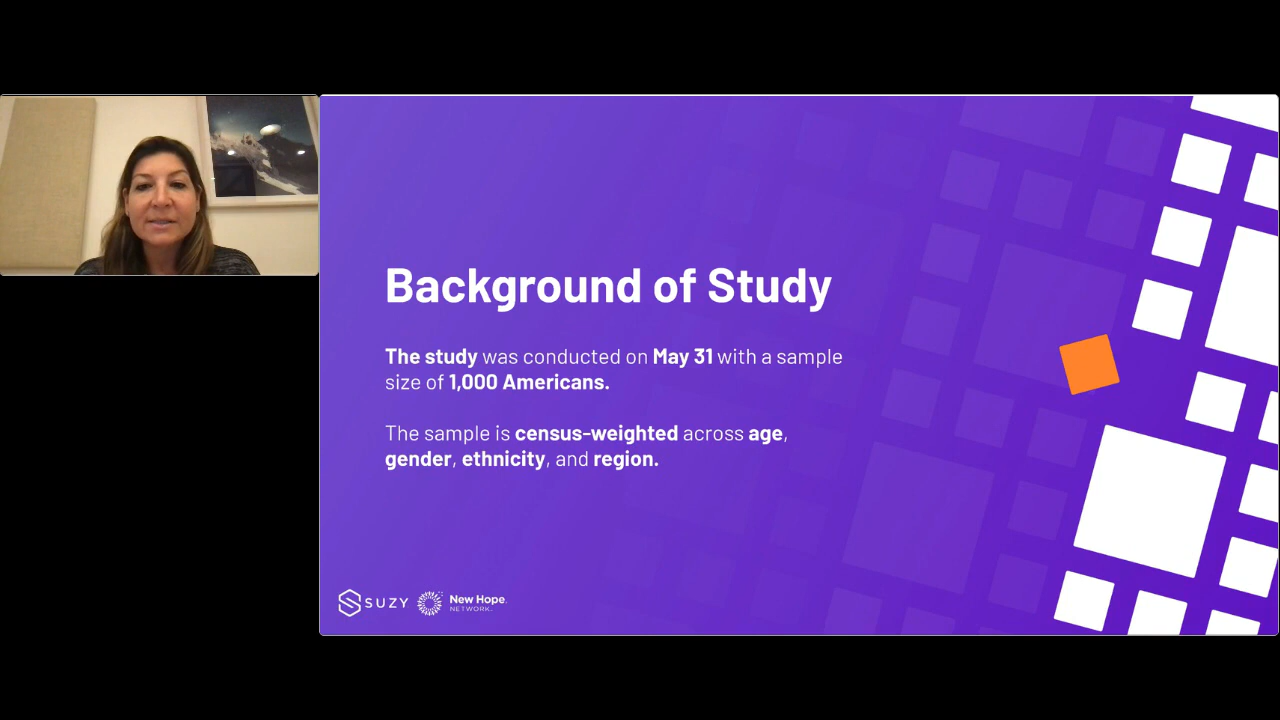 Background of Study
The study was conducted on May 31 with a sample
size of 1,000 Americans.
The sample is census-weighted across age,
gender, ethnicity, and region.
SUZY
New Hope.
NETWORK.